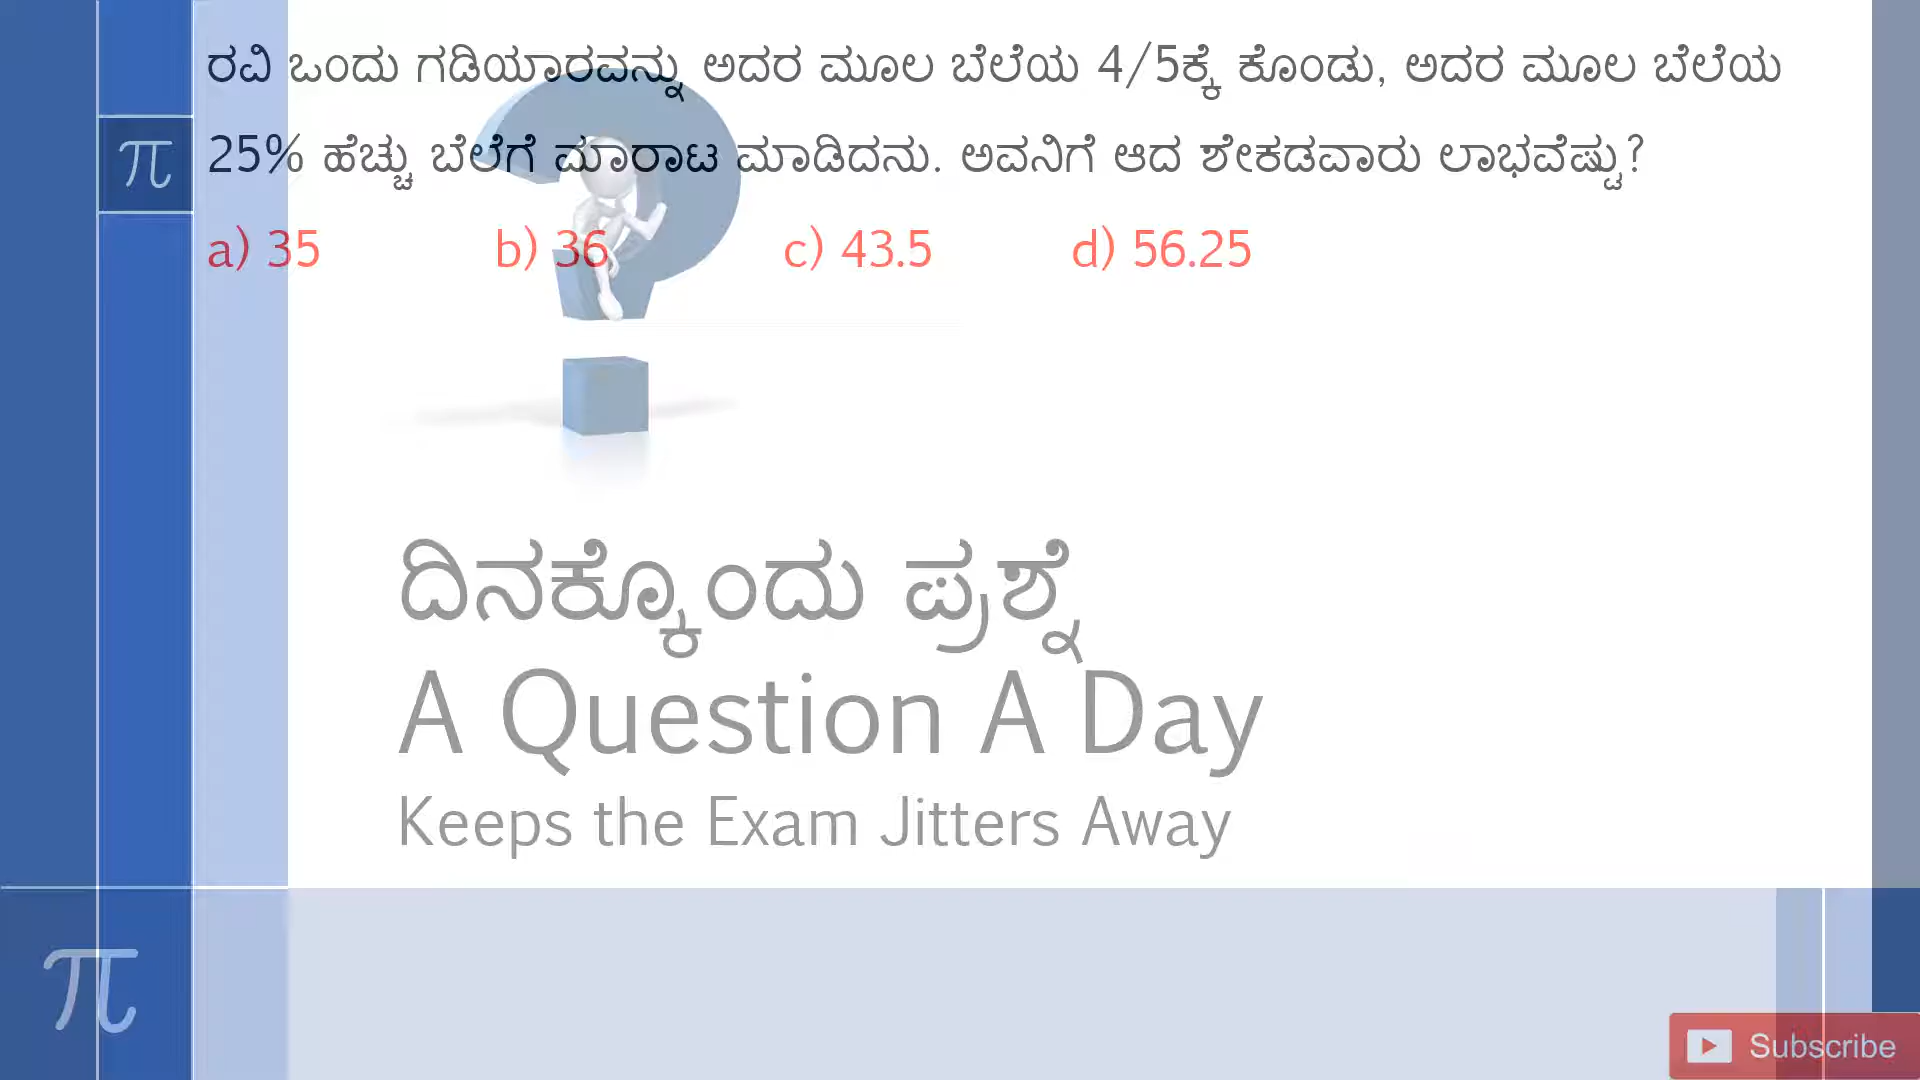 ರವಿ ಒಂದು ಗಡಿಯಾರವನ್ನು ಅದರ ಮೂಲ ಬೆಲೆಯ 4/5ಕ್ಕೆ ಕೊಂಡು, ಅದರ ಮೂಲ ಬೆಲೆಯ
π 25% ಹೆಚ್ಚು ಬೆಲೆಗೆ ಮಾರಾಟ ಮಾಡಿದನು. ಅವನಿಗೆ ಆದ ಶೇಕಡವಾರು ಲಾಭವೆಷ್ಟು?
a) 35 b) 36 c) 43.5 d) 56.25
ದಿನಕ್ಕೊಂದು ಪ್ರಶ್ನೆ
A Question A Day
Keeps the Exam Jitters Away
π
Subscribe